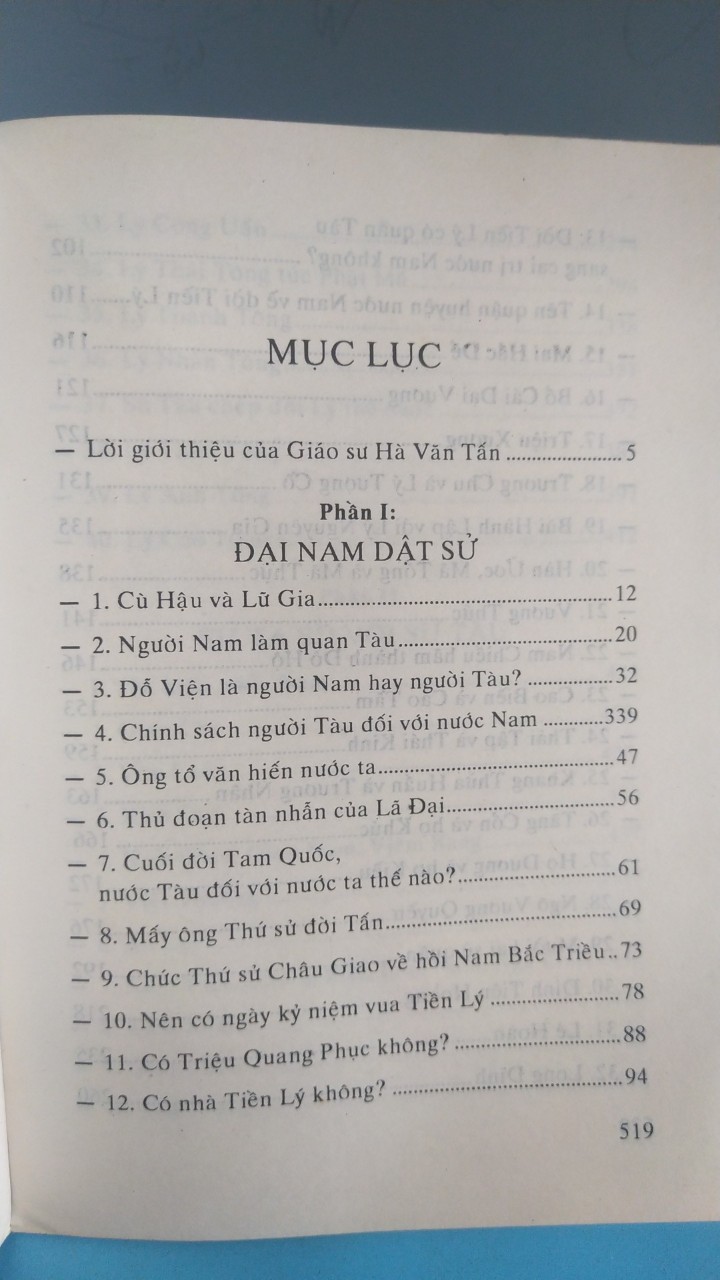 MỤC LỤC
— Lời giới thiệu của Giáo sư Hà Văn Tấn ........................ 5
Phần I:
ĐẠI NAM DẬT SỬ
— 1. Cù Hậu và Lữ Gia ........................ 12
— 2. Người Nam làm quan Tàu ........................ 20
— 3. Đỗ Viện là người Nam hay người Tàu? ................ 32
— 4. Chính sách người Tàu đối với nước Nam ............ 339
— 5. Ông tổ văn hiến nước ta ........................ 47
— 6. Thủ đoạn tàn nhẫn của Lã Đại ........................ 56
— 7. Cuối đời Tam Quốc,
nước Tàu đối với nước ta thế nào? ........................ 61
— 8. Mấy ông Thứ sử đời Tấn ........................ 69
— 9. Chức Thứ sử Châu Giao về hồi Nam Bắc Triều .. 73
— 10. Nên có ngày kỷ niệm vua Tiền Lý .................... 78
— 11. Có Triệu Quang Phục không? ........................ 88
— 12. Có nhà Tiền Lý không? ........................ 94
519